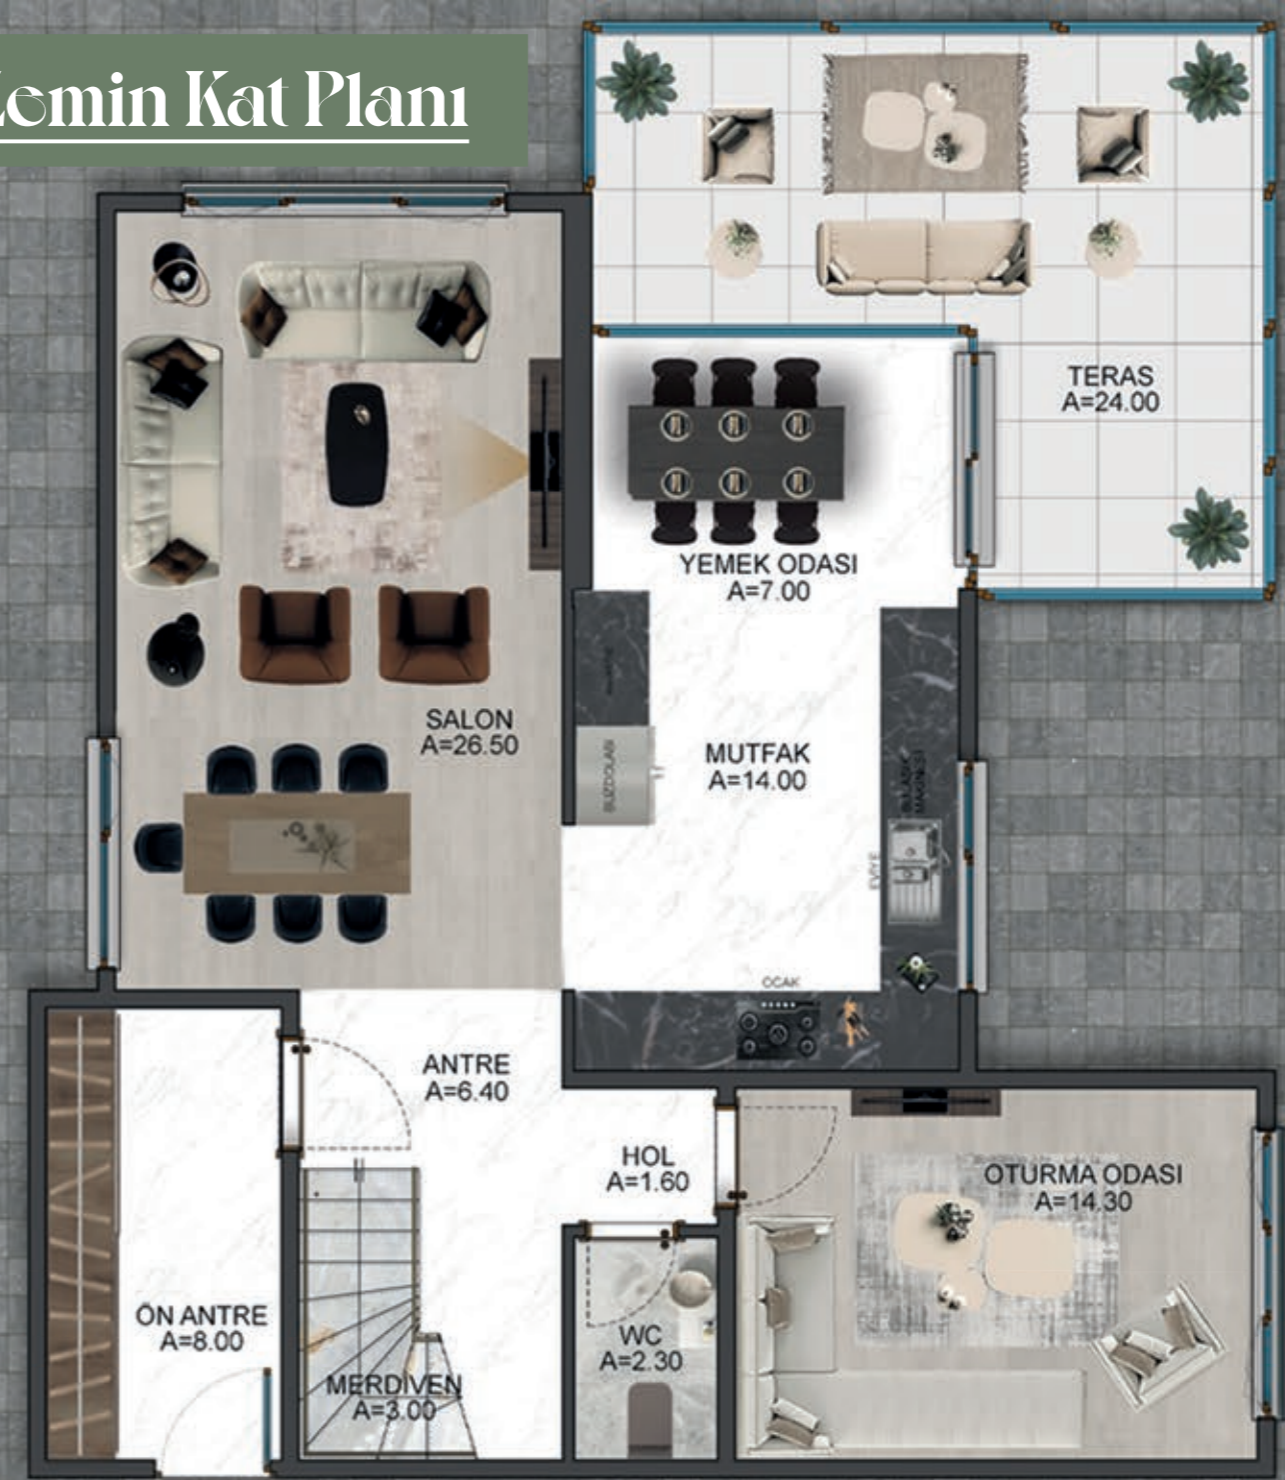 Zemin Kat Planı
TERAS
A=24.00
YEMEK ODASI
A=7.00
SALON
A=26.50
MUTFAK
A=14.00
BUZDOLABI
BULAŞIK
MAKİNESİ
EVİYE
OCAK
ANTRE
A=6.40
HOL
A=1.60
OTURMA ODASI
A=14.30
ÖN ANTRE
A=8.00
WC
A=2.30
MERDİVEN
A=3.00